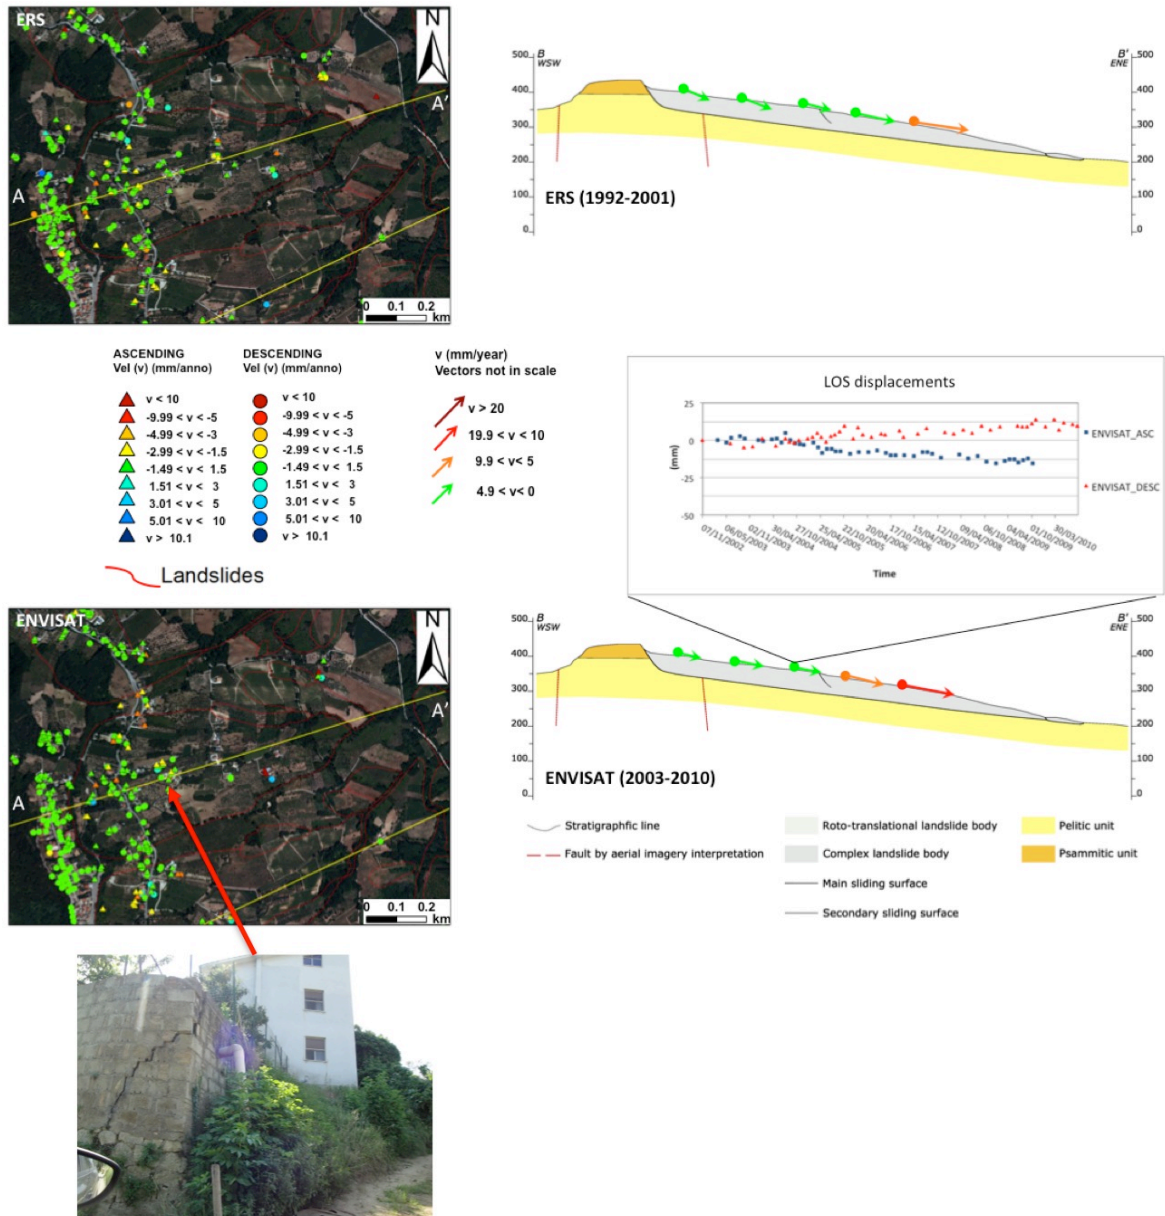 ERS
N
A'
A
0 0.1 0.2
km
B
WSW
B'
ENE
500
400
300
200
100
0
500
400
300
200
100
0
ERS (1992-2001)
ASCENDING
Vel (v) (mm/anno)
v < 10
-9.99 < v < -5
-4.99 < v < -3
-2.99 < v < -1.5
-1.49 < v < 1.5
1.51 < v < 3
3.01 < v < 5
5.01 < v < 10
v > 10.1
DESCENDING
Vel (v) (mm/anno)
v < 10
-9.99 < v < -5
-4.99 < v < -3
-2.99 < v < -1.5
-1.49 < v < 1.5
1.51 < v < 3
3.01 < v < 5
5.01 < v < 10
v > 10.1
v (mm/year)
Vectors not in scale
v > 20
19.9 < v < 10
9.9 < v< 5
4.9 < v< 0
Landslides
LOS displacements
25
0
-25
-50
(mm)
ENVISAT_ASC
ENVISAT_DESC
07/11/2002
06/05/2003
02/11/2003
30/04/2004
27/10/2004
25/04/2005
22/10/2005
20/04/2006
17/10/2006
15/04/2007
12/10/2007
09/04/2008
06/10/2008
04/04/2009
01/10/2009
30/03/2010
Time
ENVISAT
N
A'
A
0 0.1 0.2
km
B
WSW
B'
ENE
500
400
300
200
100
0
500
400
300
200
100
0
ENVISAT (2003-2010)
Stratigraphfic line
Fault by aerial imagery interpretation
Roto-translational landslide body
Complex landslide body
Main sliding surface
Secondary sliding surface
Pelitic unit
Psammitic unit